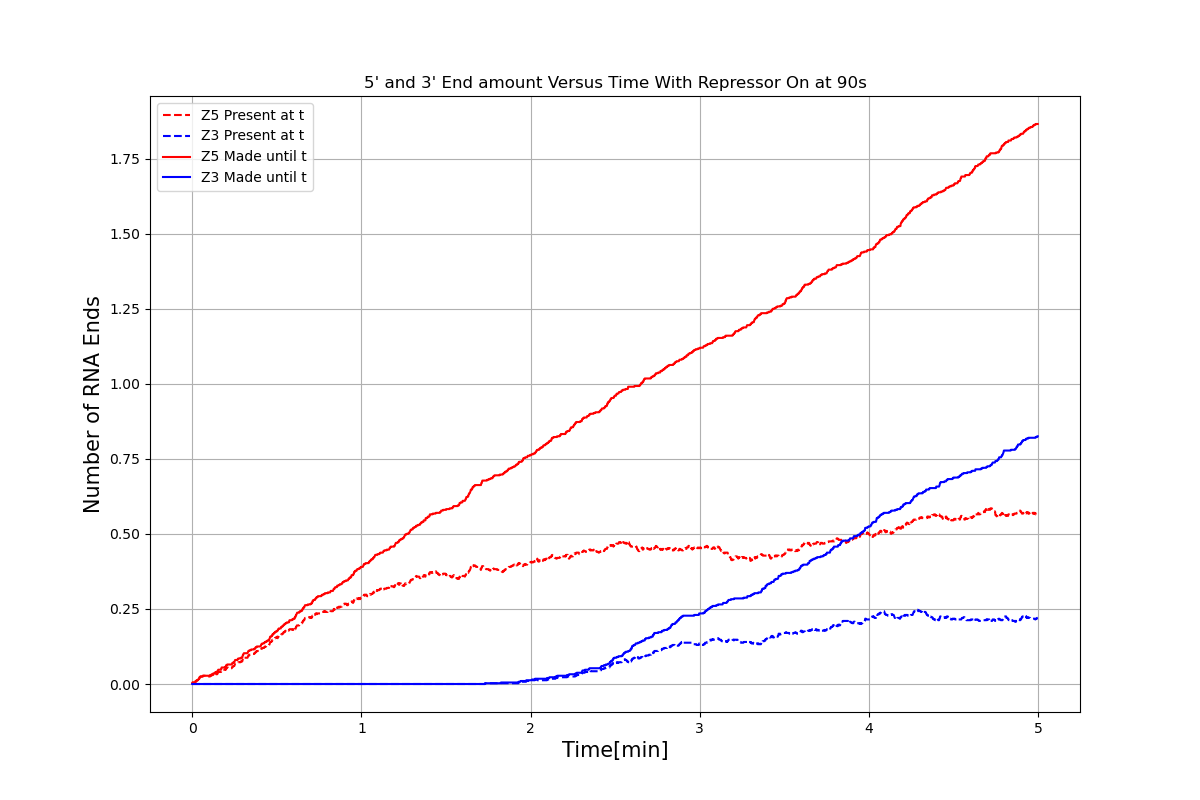 5' and 3' End amount Versus Time With Repressor On at 90s
Z5 Present at t
Z3 Present at t
Z5 Made until t
Z3 Made until t
1.75
1.50
1.25
1.00
0.75
0.50
0.25
0.00
Number of RNA Ends
0 1 2 3 4 5
Time[min]